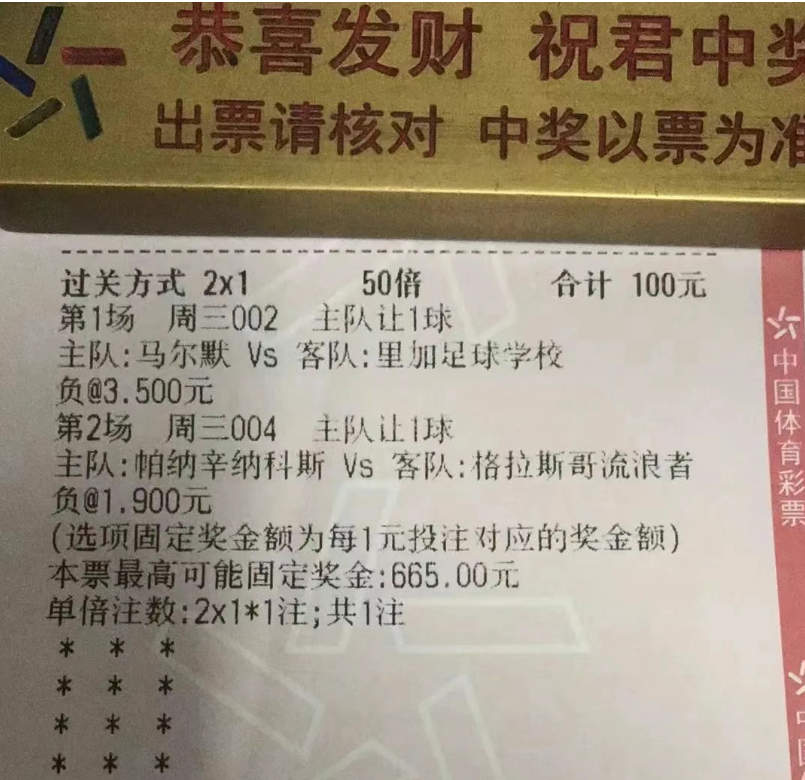 恭喜发财 祝君中奖
出票请核对 中奖以票为准
过关方式 2x1 50倍 合计 100元
第1场 周三002 主队让1球
主队:马尔默 Vs 客队:里加足球学校
负@3.500元
第2场 周三004 主队让1球
主队:帕纳辛纳科斯 Vs 客队:格拉斯哥流浪者
负@1.900元
(选项固定奖金额为每1元投注对应的奖金额)
本票最高可能固定奖金:665.00元
单倍注数:2x1*1注;共1注
* * *
* * *
* * *
* * *
中国体育彩票
中国